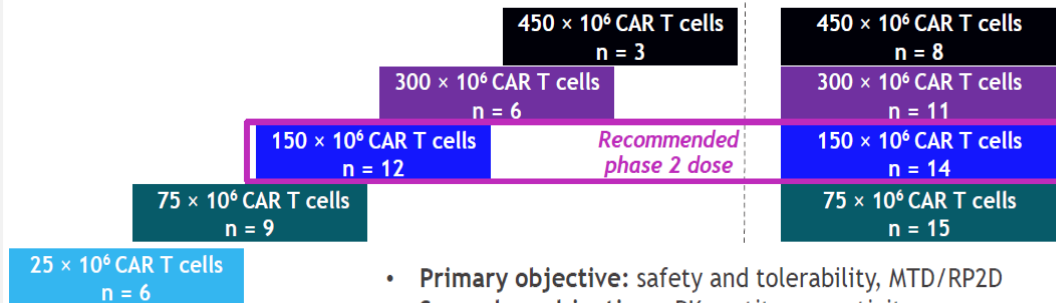 450 × 10⁶ CAR T cells
n = 3
450 × 10⁶ CAR T cells
n = 8
300 × 10⁶ CAR T cells
n = 6
300 × 10⁶ CAR T cells
n = 11
150 × 10⁶ CAR T cells
n = 12
Recommended
phase 2 dose
150 × 10⁶ CAR T cells
n = 14
75 × 10⁶ CAR T cells
n = 9
75 × 10⁶ CAR T cells
n = 15
25 × 10⁶ CAR T cells
n = 6
• Primary objective: safety and tolerability, MTD/RP2D